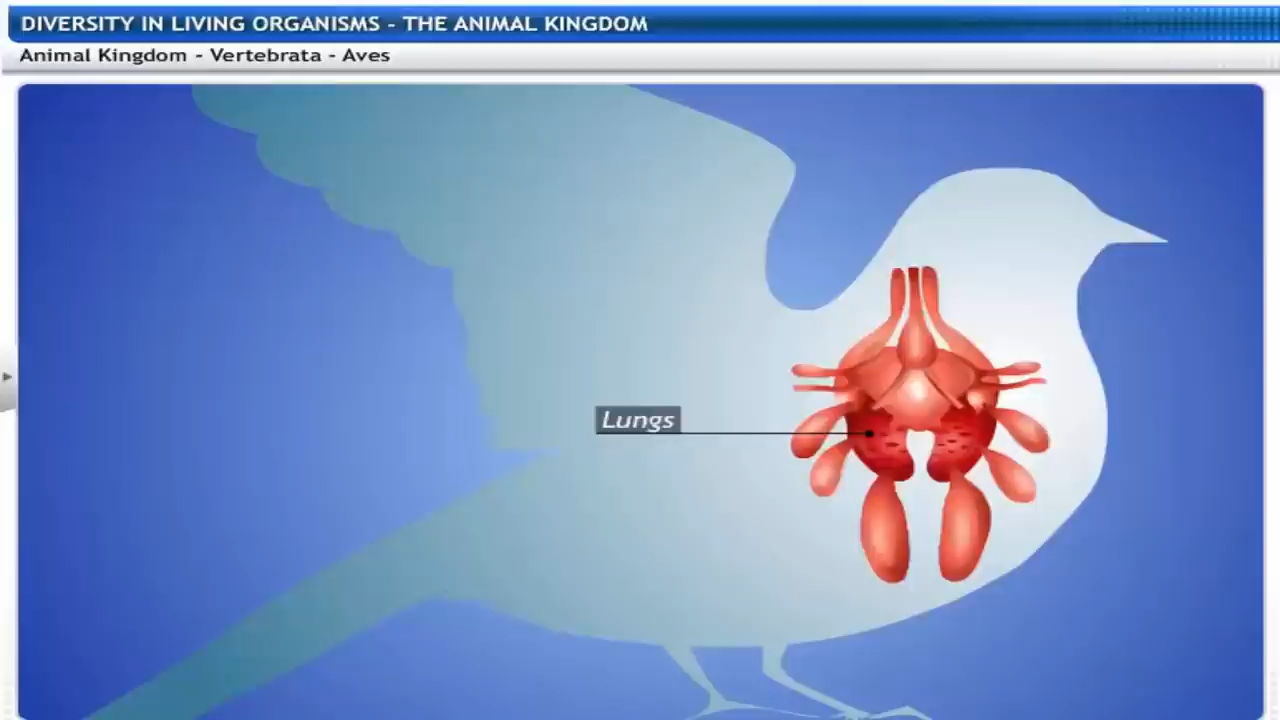 DIVERSITY IN LIVING ORGANISMS - THE ANIMAL KINGDOM
Animal Kingdom - Vertebrata - Aves
Lungs